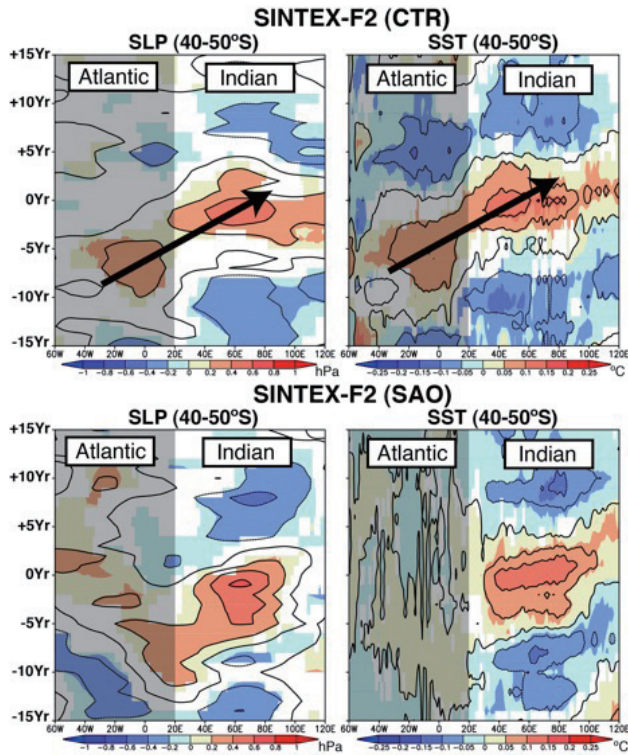 SINTEX-F2 (CTR)
SLP (40-50ºS)
SST (40-50ºS)
+15Yr
+10Yr
+5Yr
0Yr
-5Yr
-10Yr
-15Yr
Atlantic
Indian
Atlantic
Indian
60W 40W 20W 0 20E 40E 60E 80E 100E 120E
60W 40W 20W 0 20E 40E 60E 80E 100E 120E
-1 -0.8 -0.6 -0.4 -0.2 0 0.2 0.4 0.6 0.8 1
hPa
-0.25 -0.2 -0.15 -0.1 -0.05 0 0.05 0.1 0.15 0.2 0.25
ºC
SINTEX-F2 (SAO)
SLP (40-50ºS)
SST (40-50ºS)
+15Yr
+10Yr
+5Yr
0Yr
-5Yr
-10Yr
-15Yr
Atlantic
Indian
Atlantic
Indian
60W 40W 20W 0 20E 40E 60E 80E 100E 120E
60W 40W 20W 0 20E 40E 60E 80E 100E 120E
-1 -0.8 -0.6 -0.4 -0.2 0 0.2 0.4 0.6 0.8 1
hPa
-0.25 -0.2 -0.15 -0.1 -0.05 0 0.05 0.1 0.15 0.2 0.25
ºC